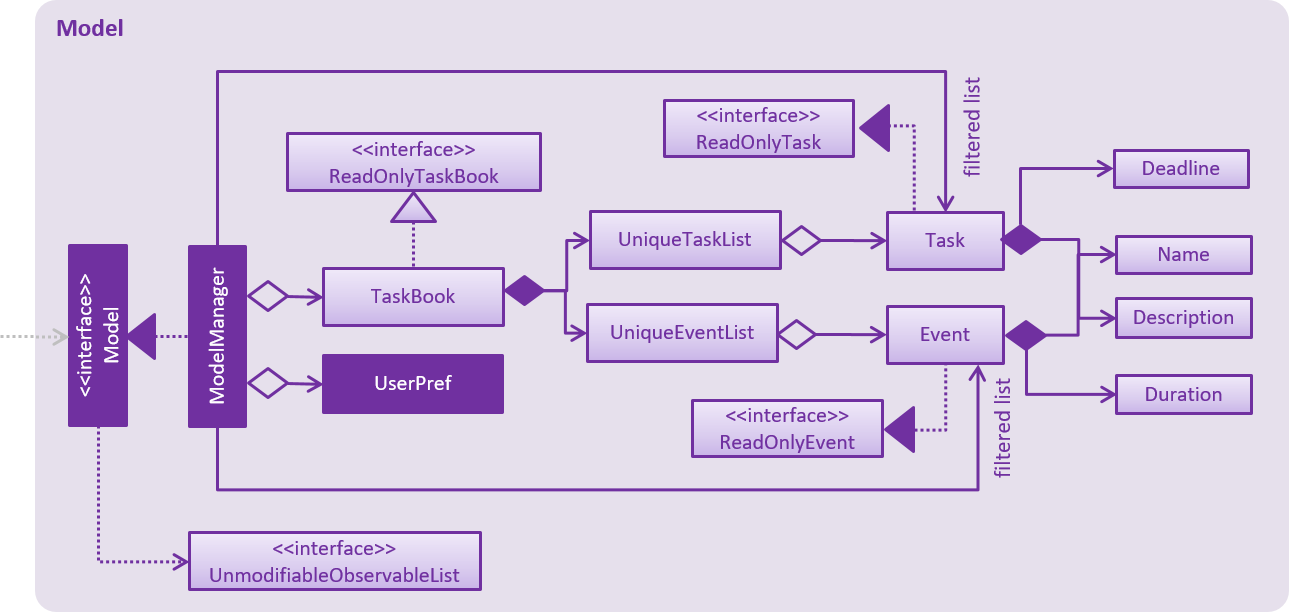 Model
<<interface>>
ReadOnlyTask
filtered list
<<interface>>
ReadOnlyTaskBook
Deadline
UniqueTaskList
Task
Name
<<interface>>
Model
ModelManager
TaskBook
UniqueEventList
Event
Description
UserPref
Duration
<<interface>>
ReadOnlyEvent
filtered list
<<interface>>
UnmodifiableObservableList